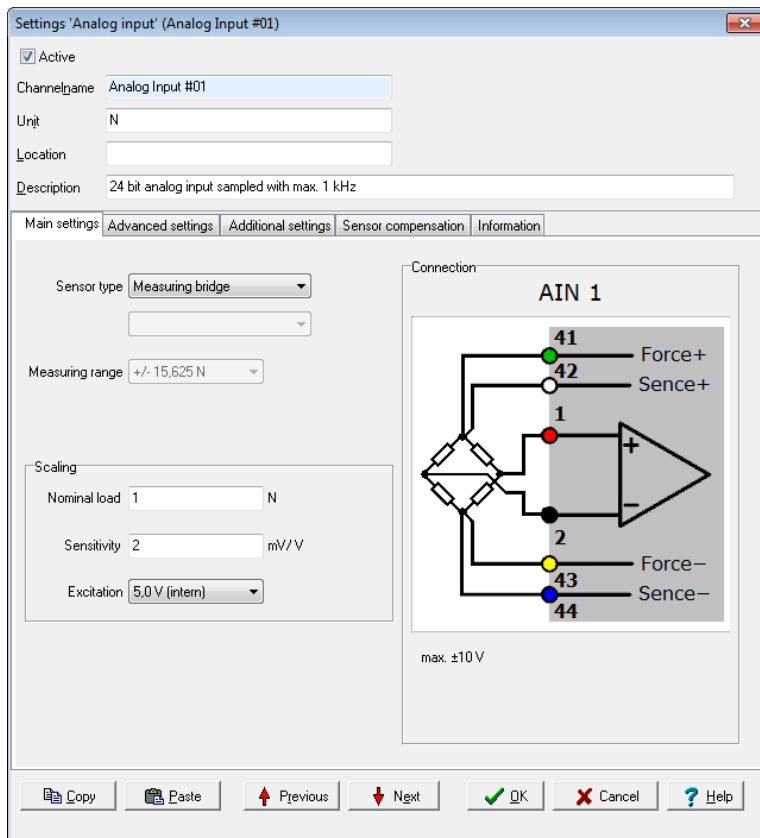 Settings 'Analog input' (Analog Input #01)
Active
Channelname Analog Input #01
Unit N
Location
Description 24 bit analog input sampled with max. 1 kHz
Main settings Advanced settings Additional settings Sensor compensation Information
Sensor type Measuring bridge
Measuring range +/- 15,625 N
Scaling
Nominal load 1 N
Sensitivity 2 mV/V
Excitation 5,0 V (intern)
Connection
AIN 1
41 Force+
42 Sence+
1
+
−
2
Force−
43
Sence−
44
max. ±10 V
Copy Paste Previous Next OK Cancel Help